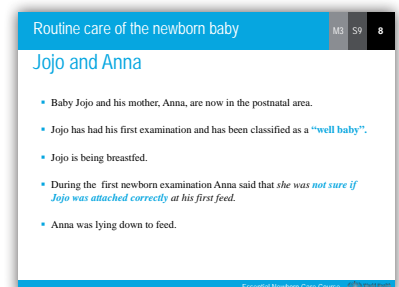 Routine care of the newborn baby
M3 S9 8
Jojo and Anna
▪ Baby Jojo and his mother, Anna, are now in the postnatal area.
▪ Jojo has had his first examination and has been classified as a “well baby”.
▪ Jojo is being breastfed.
▪ During the first newborn examination Anna said that she was not sure if
Jojo was attached correctly at his first feed.
▪ Anna was lying down to feed.
Essential Newborn Care Course